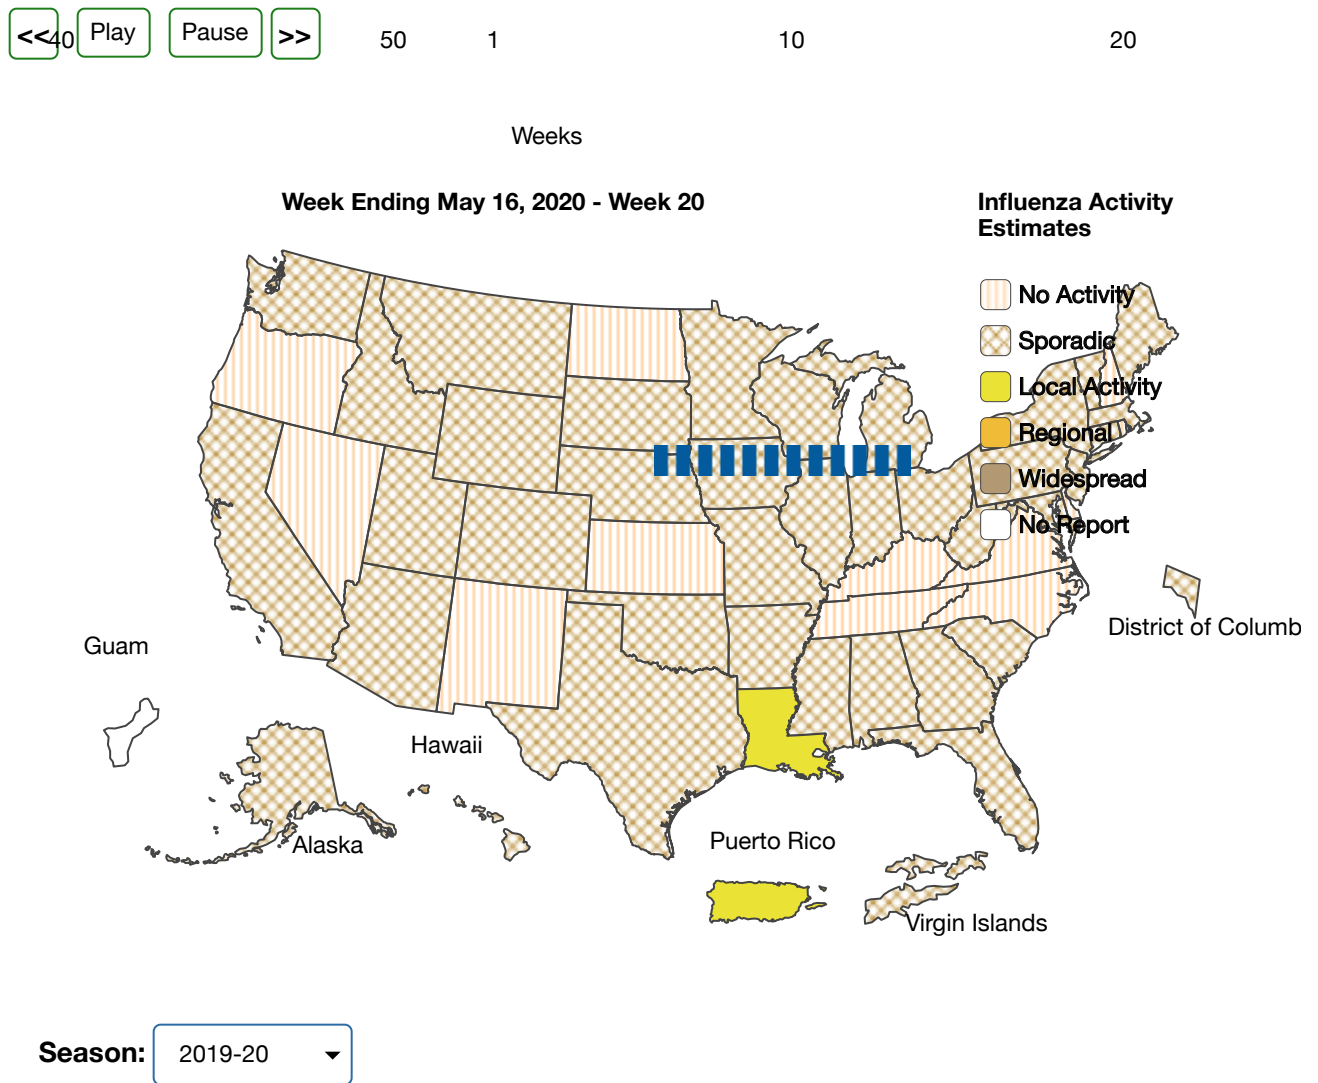 << 40 Play Pause >> 50 1 10 20
Weeks
Week Ending May 16, 2020 - Week 20
Influenza Activity
Estimates
No Activity
Sporadic
Local Activity
Regional
Widespread
No Report
District of Columb
Guam
Hawaii
Alaska
Puerto Rico
Virgin Islands
Season: 2019-20